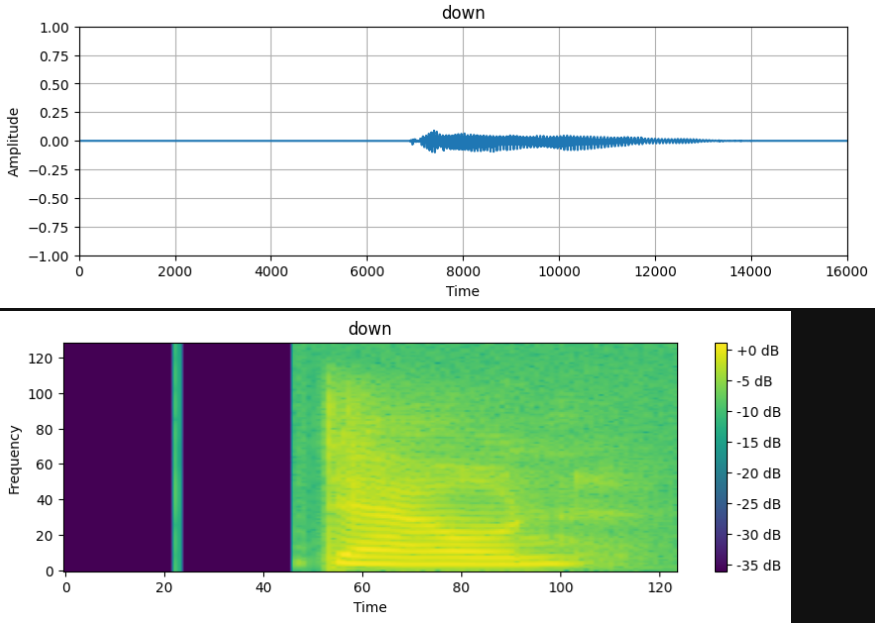 down
1.00
0.75
0.50
0.25
0.00
−0.25
−0.50
−0.75
−1.00
Amplitude
0 2000 4000 6000 8000 10000 12000 14000 16000
Time
down
120
100
80
60
40
20
0
Frequency
0 20 40 60 80 100 120
Time
+0 dB
-5 dB
-10 dB
-15 dB
-20 dB
-25 dB
-30 dB
-35 dB